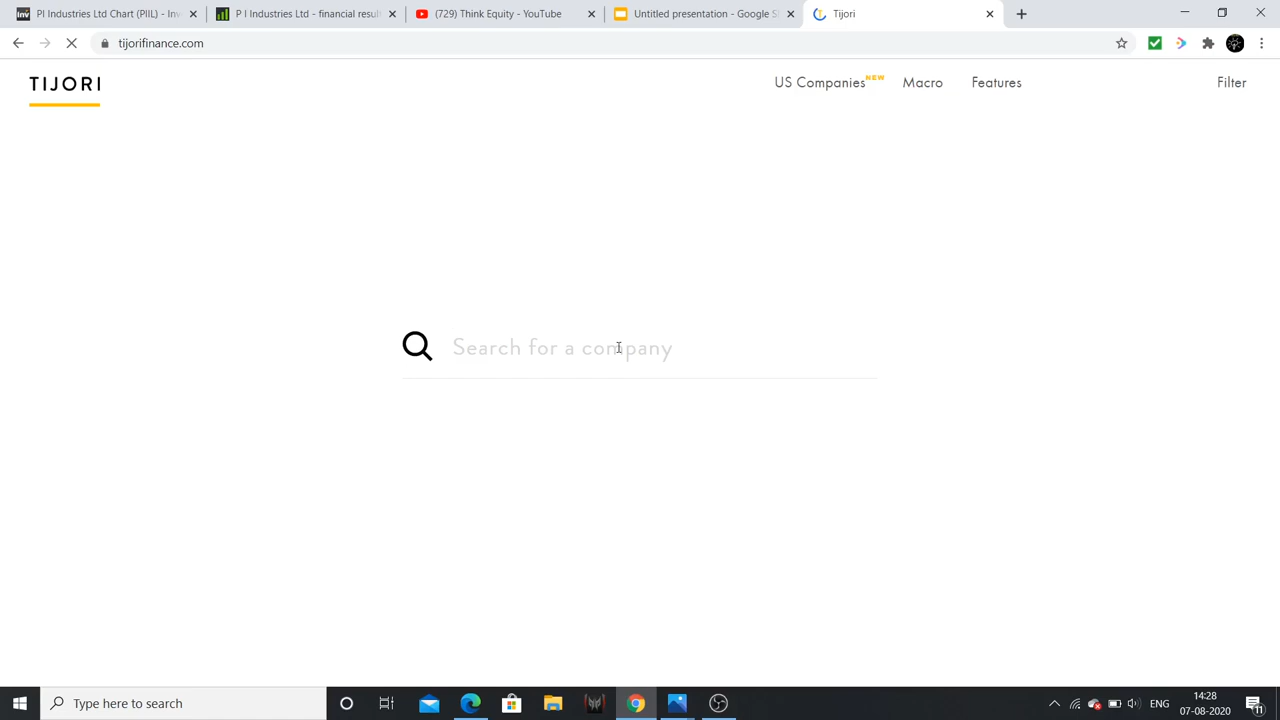 PI Industries Ltd Chart (PIIL) - Inv
P I Industries Ltd - financial result
(729) Think Equity - YouTube
Untitled presentation - Google Sl
Tijori
tijorifinance.com
TIJORI
US Companies NEW
Macro
Features
Filter
Search for a company
Type here to search
ENG
14:28
07-08-2020
11